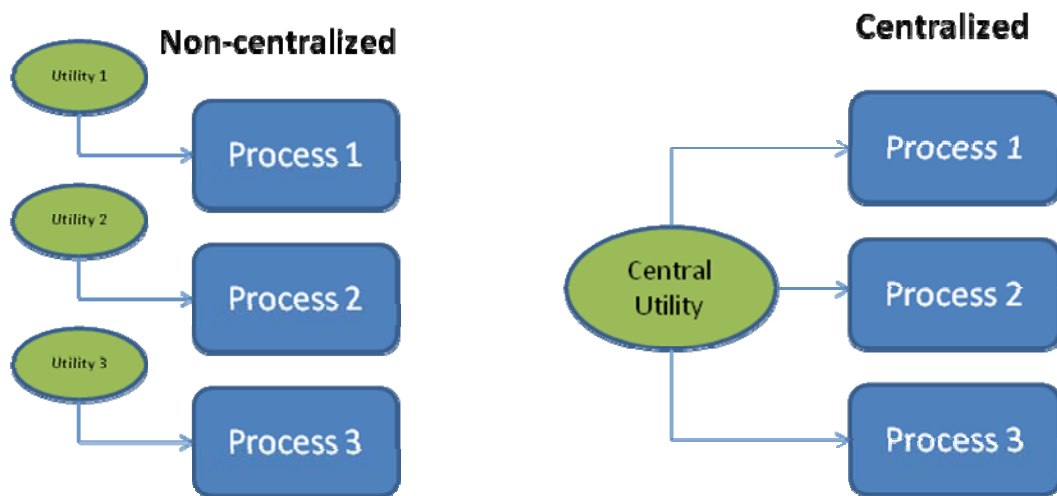 Non-centralized
Utility 1
Process 1
Utility 2
Process 2
Utility 3
Process 3
Centralized
Process 1
Central
Utility
Process 2
Process 3